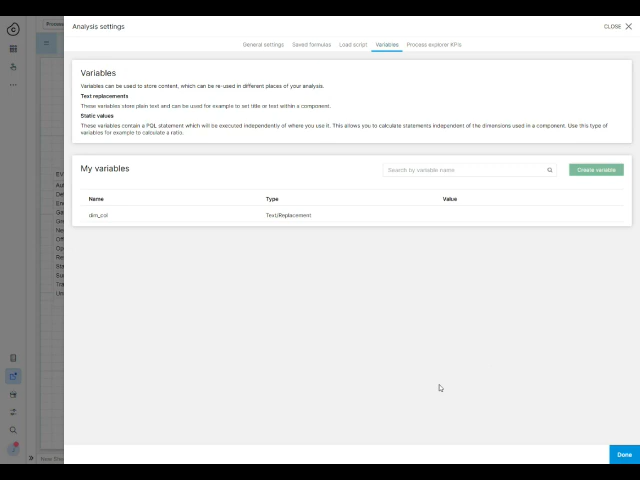 Analysis settings
CLOSE
General settings
Saved formulas
Load script
Variables
Process explorer KPIs
Variables
Variables can be used to store content, which can be re-used in different places of your analysis.
Text replacements
These variables store plain text and can be used for example to set title or text within a component.
Static values
These variables contain a PQL statement which will be executed independently of where you use it. This allows you to calculate statements independent of the dimensions used in a component. Use this type of
variables for example to calculate a ratio.
My variables
Search by variable name
Create variable
Name Type Value
dim_col Text/Replacement
Done